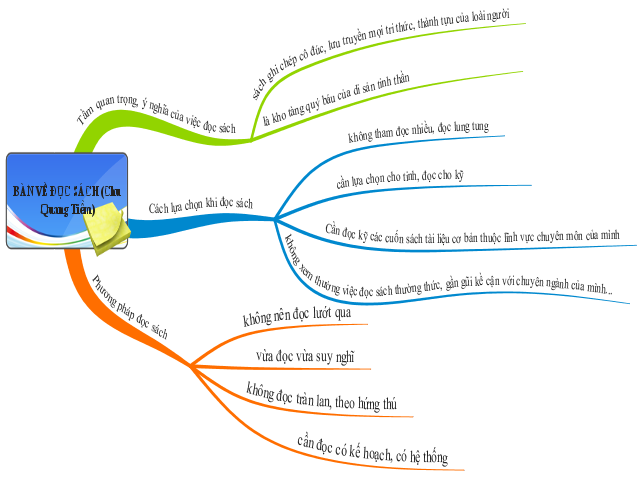 BÀN VỀ ĐỌC SÁCH (Chu
Quang Tiềm)
Tầm quan trọng, ý nghĩa của việc đọc sách
sách ghi chép cô đúc, lưu truyền mọi tri thức, thành tựu của loài người
là kho tàng quý báu của di sản tinh thần
Cách lựa chọn khi đọc sách
không tham đọc nhiều, đọc lung tung
cần lựa chọn cho tinh, đọc cho kỹ
Cần đọc kỹ các cuốn sách tài liệu cơ bản thuộc lĩnh vực chuyên môn của mình
không xem thường việc đọc sách thường thức, gần gũi kề cận với chuyên ngành của mình...
Phương pháp đọc sách
không nên đọc lướt qua
vừa đọc vừa suy nghĩ
không đọc tràn lan, theo hứng thú
cần đọc có kế hoạch, có hệ thống